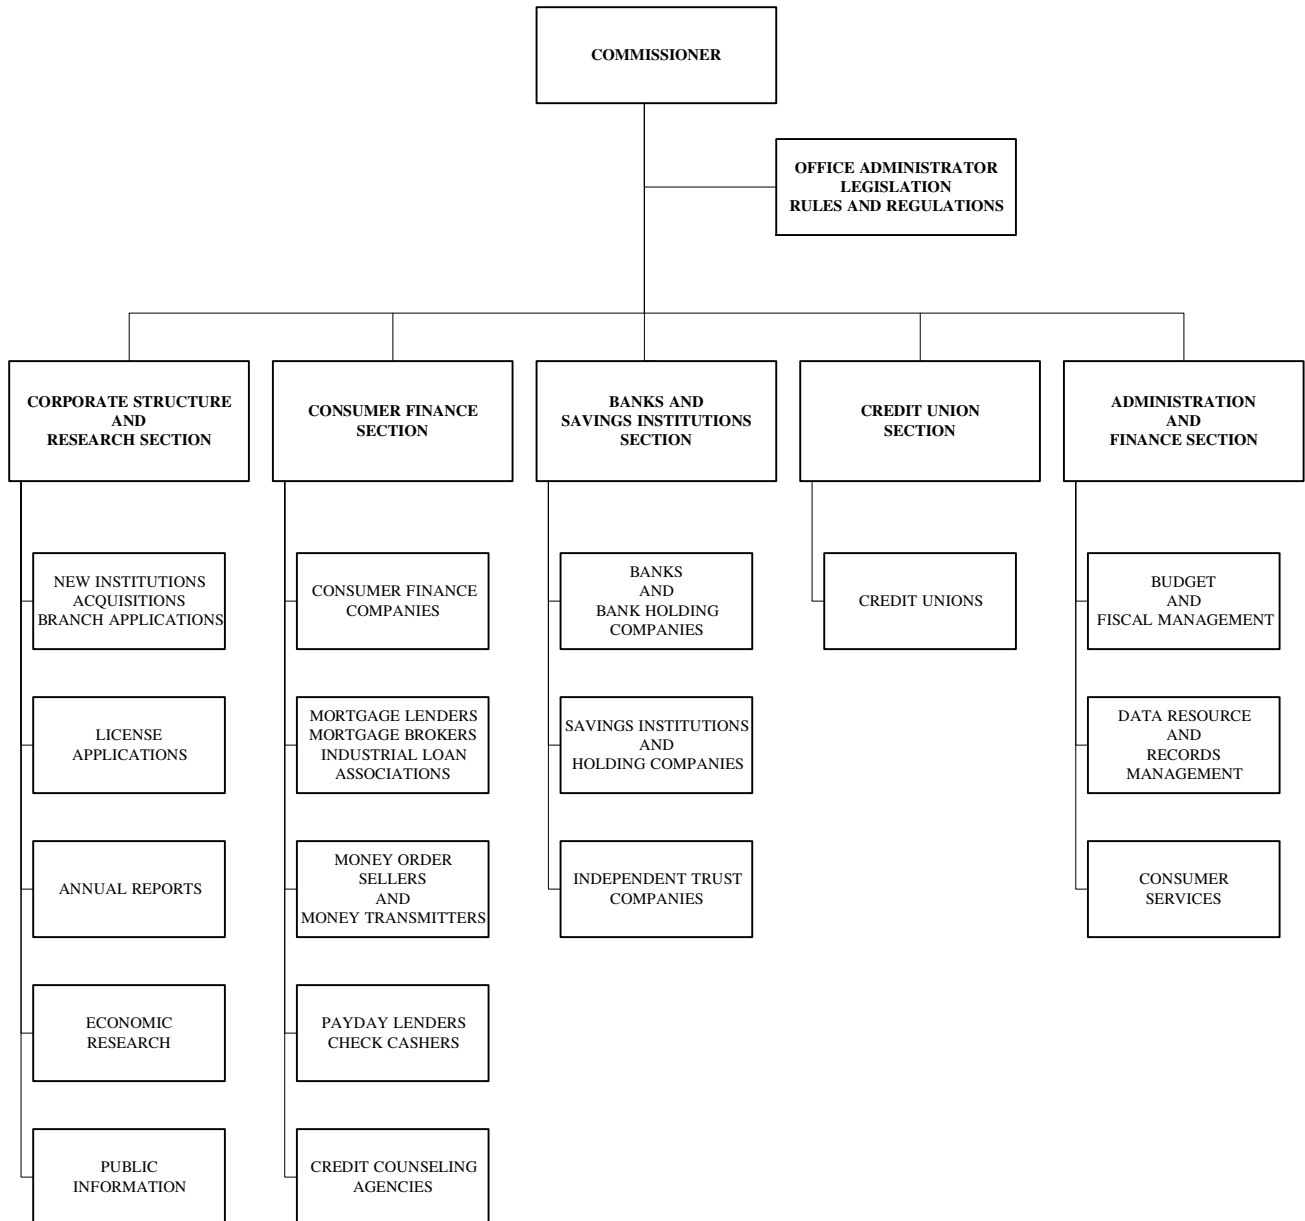 COMMISSIONER
OFFICE ADMINISTRATOR
LEGISLATION
RULES AND REGULATIONS
CORPORATE STRUCTURE
AND
RESEARCH SECTION
CONSUMER FINANCE
SECTION
BANKS AND
SAVINGS INSTITUTIONS
SECTION
CREDIT UNION
SECTION
ADMINISTRATION
AND
FINANCE SECTION
NEW INSTITUTIONS
ACQUISITIONS
BRANCH APPLICATIONS
LICENSE
APPLICATIONS
ANNUAL REPORTS
ECONOMIC
RESEARCH
PUBLIC
INFORMATION
CONSUMER FINANCE
COMPANIES
MORTGAGE LENDERS
MORTGAGE BROKERS
INDUSTRIAL LOAN
ASSOCIATIONS
MONEY ORDER
SELLERS
AND
MONEY TRANSMITTERS
PAYDAY LENDERS
CHECK CASHERS
CREDIT COUNSELING
AGENCIES
BANKS
AND
BANK HOLDING
COMPANIES
SAVINGS INSTITUTIONS
AND
HOLDING COMPANIES
INDEPENDENT TRUST
COMPANIES
CREDIT UNIONS
BUDGET
AND
FISCAL MANAGEMENT
DATA RESOURCE
AND
RECORDS
MANAGEMENT
CONSUMER
SERVICES